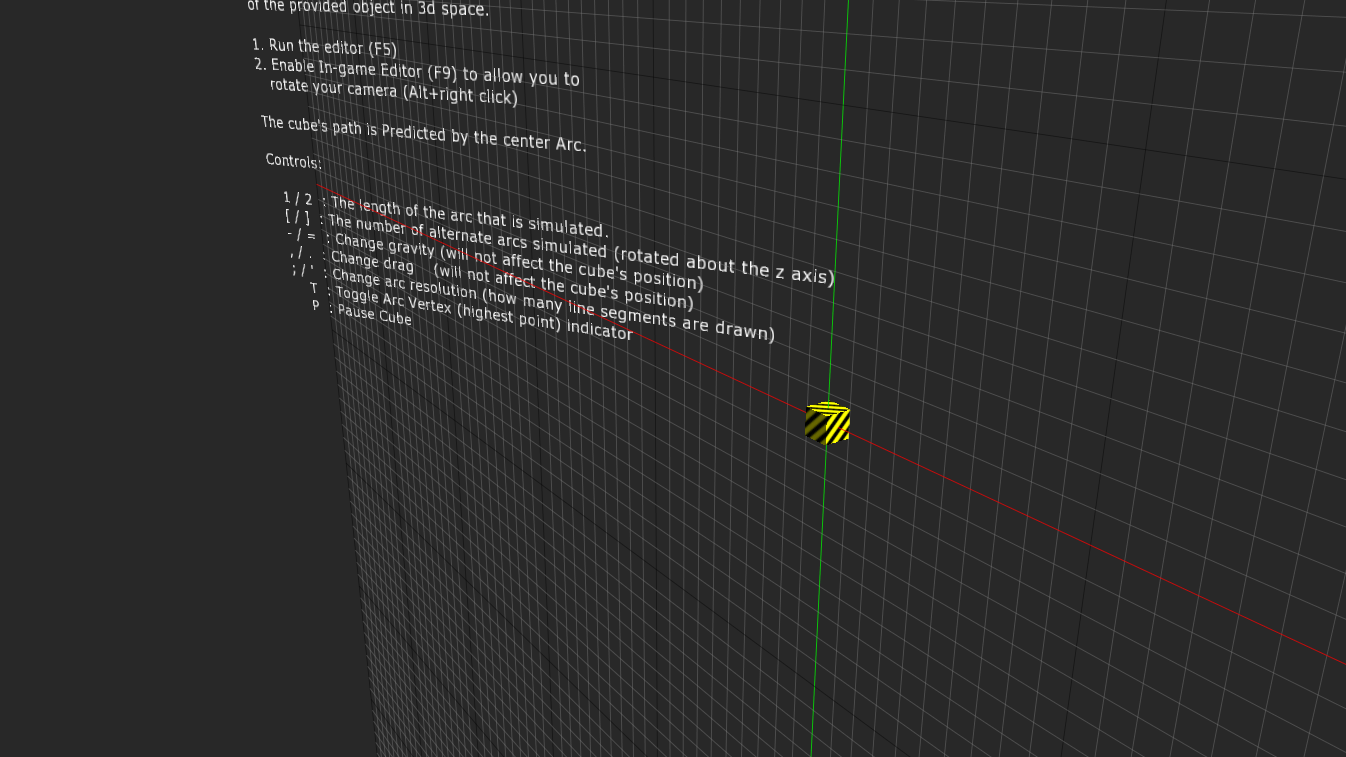 of the provided object in 3d space.
1. Run the editor (F5)
2. Enable In-game Editor (F9) to allow you to
rotate your camera (Alt+right click)
The cube's path is Predicted by the center Arc.
Controls:
1 / 2 : The length of the arc that is simulated.
[ / ] : The number of alternate arcs simulated (rotated about the z axis)
- / = : Change gravity (will not affect the cube's position)
, / . : Change drag (will not affect the cube's position)
; / ' : Change arc resolution (how many line segments are drawn)
T : Toggle Arc Vertex (highest point) indicator
P : Pause Cube